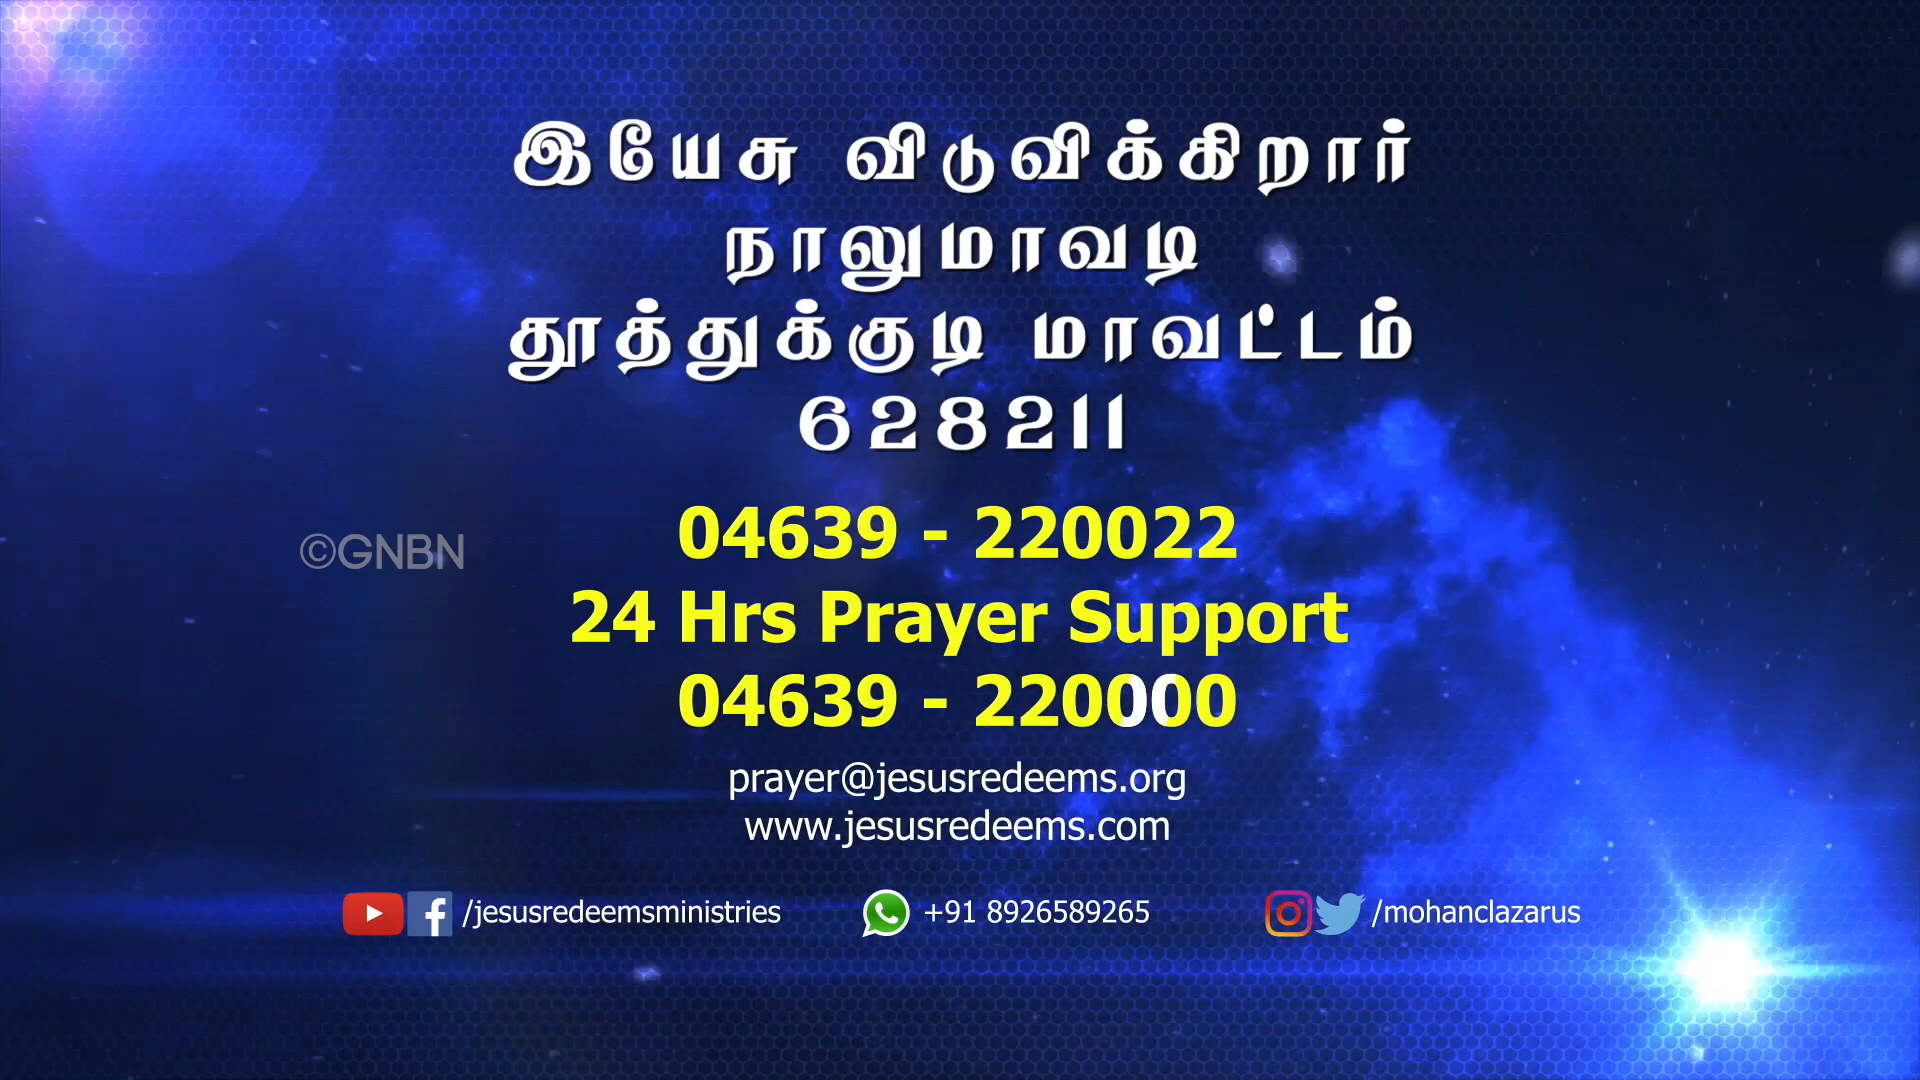 இயேசு விடுவிக்கிறார்
நாலுமாவடி
தூத்துக்குடி மாவட்டம்
628211
04639 - 220022
©GNBN
24 Hrs Prayer Support
04639 - 220000
prayer@jesusredeems.org
www.jesusredeems.com
/jesusredeemsministries +91 8926589265 /mohanclazarus